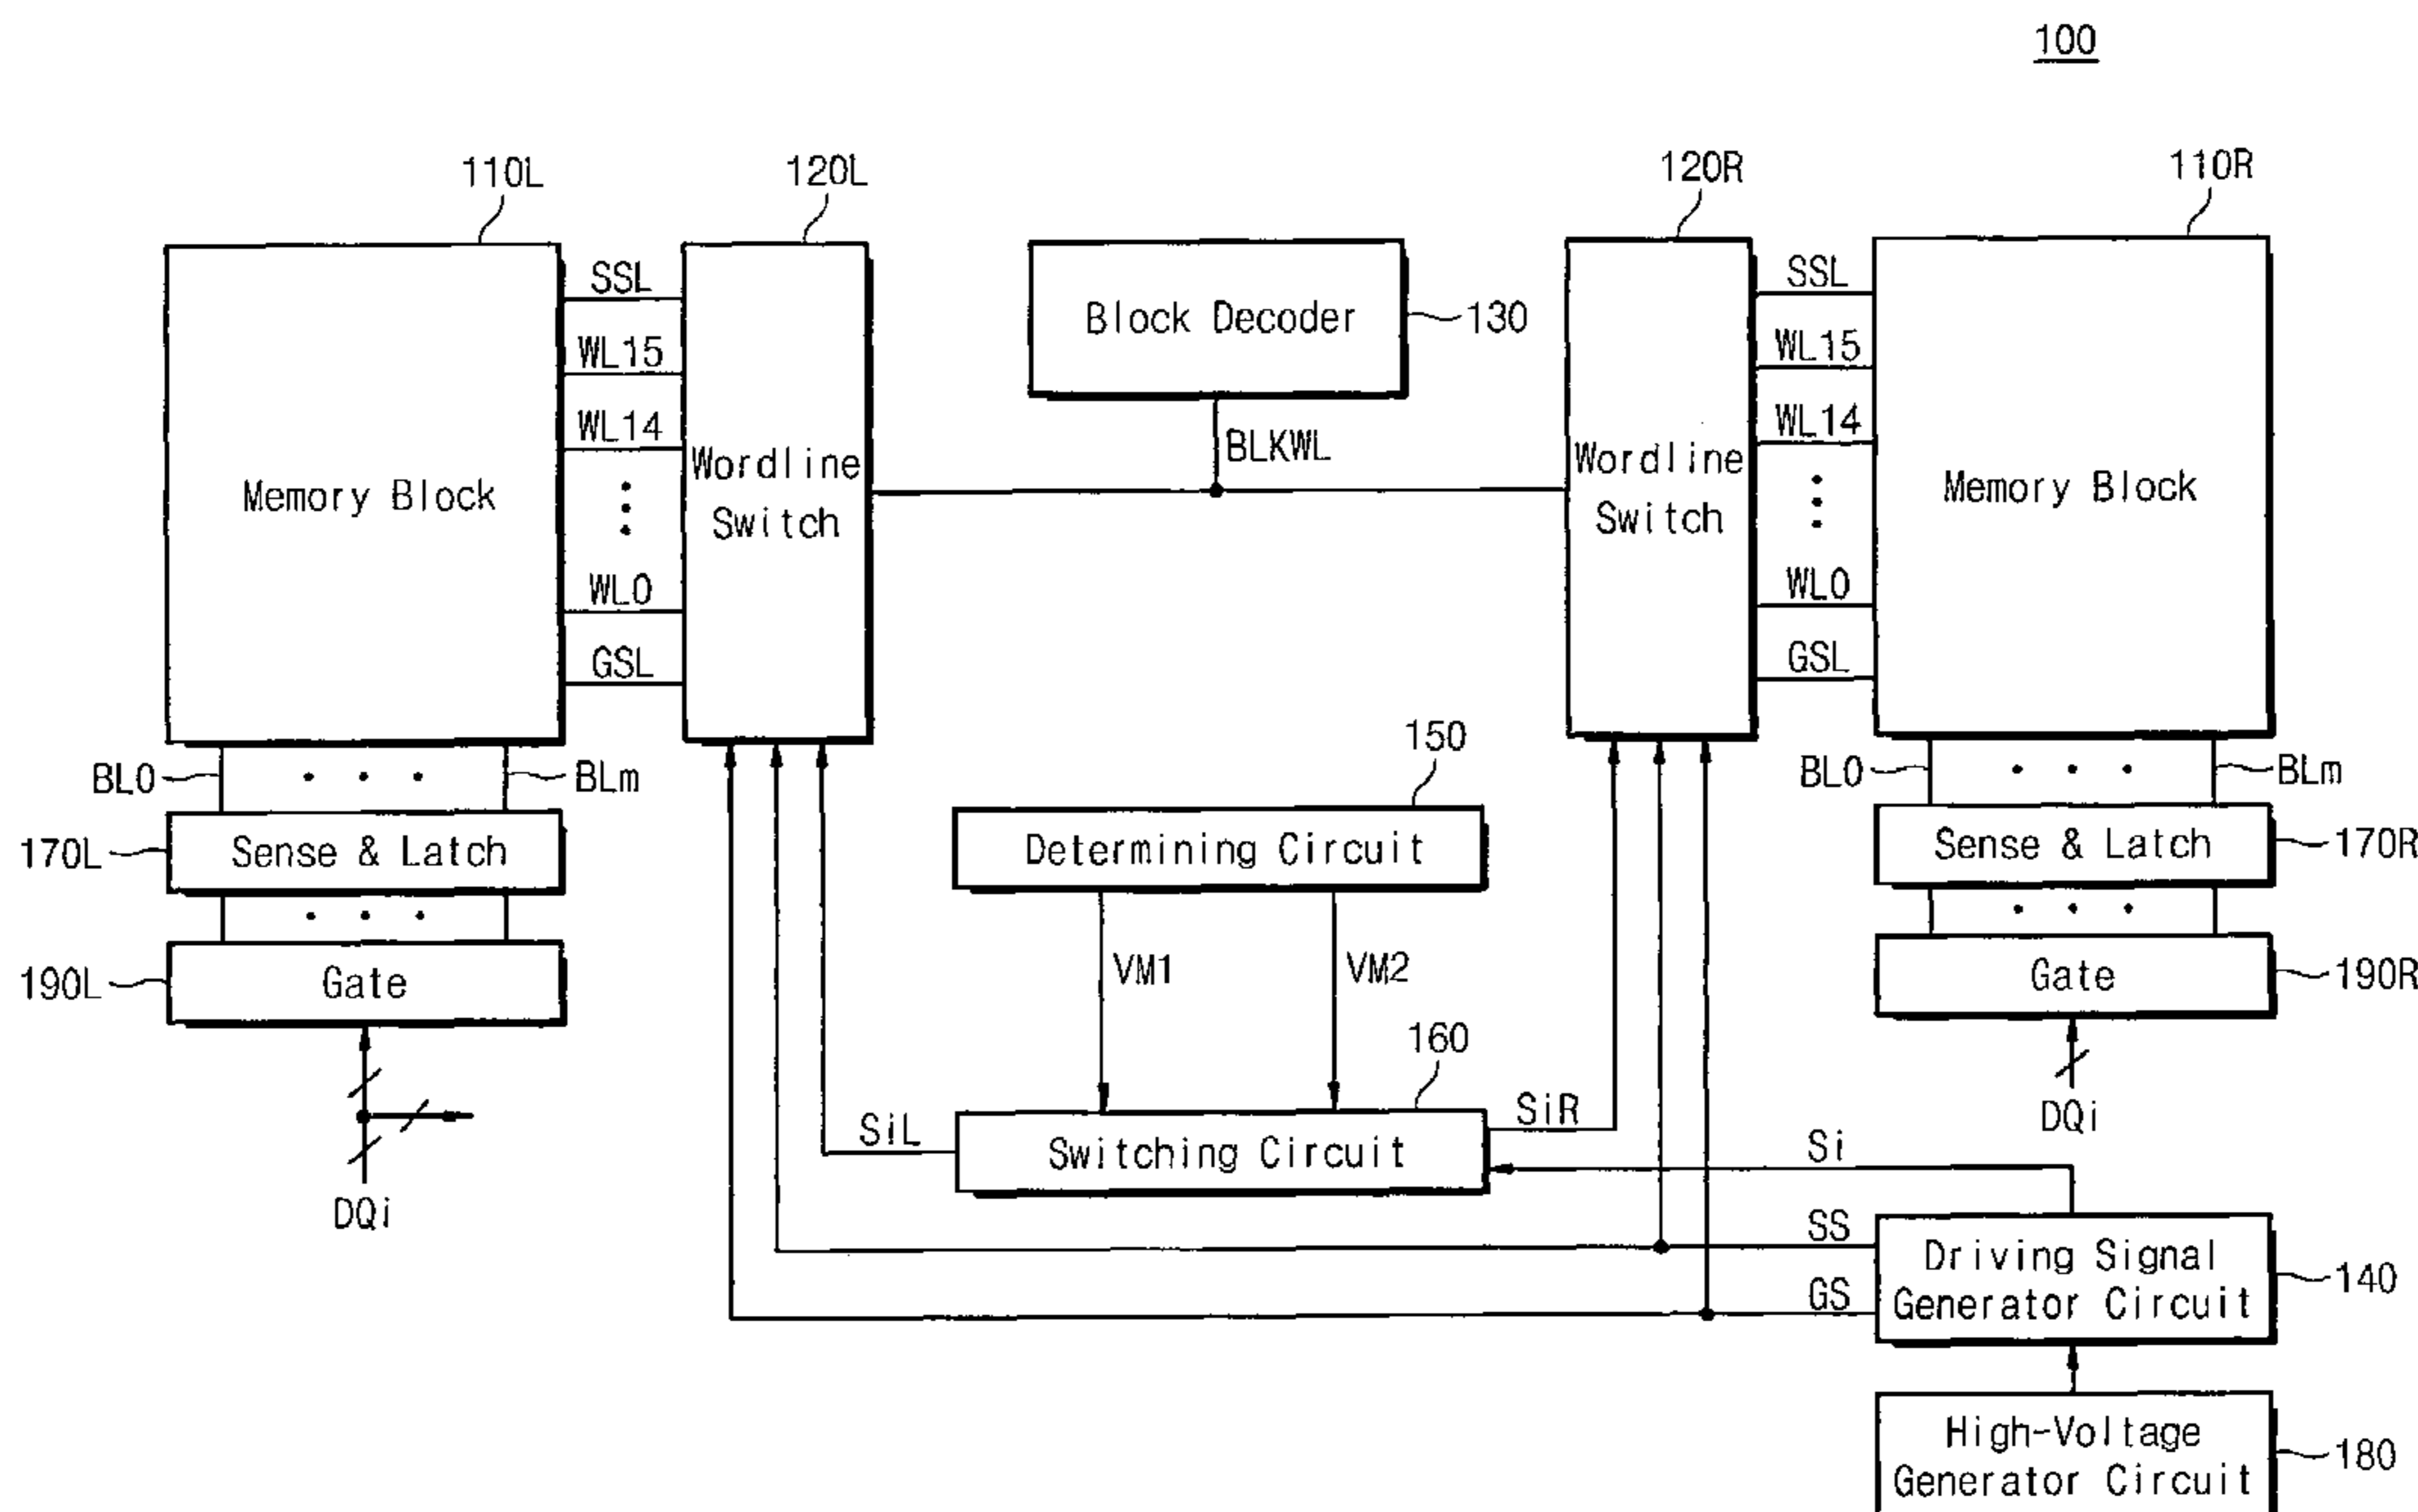 100
110L
120L
120R
110R
SSL
WL15
WL14
WL0
GSL
Memory Block
Wordline
Switch
Block Decoder
130
BLKWL
Wordline
Switch
SSL
WL15
WL14
WL0
GSL
Memory Block
BL0
BLm
BL0
BLm
150
Determining Circuit
170L
Sense & Latch
Sense & Latch
170R
VM1
VM2
190L
Gate
Gate
190R
160
Switching Circuit
SiL
SiR
Si
DQi
DQi
SS
GS
Driving Signal
Generator Circuit
140
High-Voltage
Generator Circuit
180